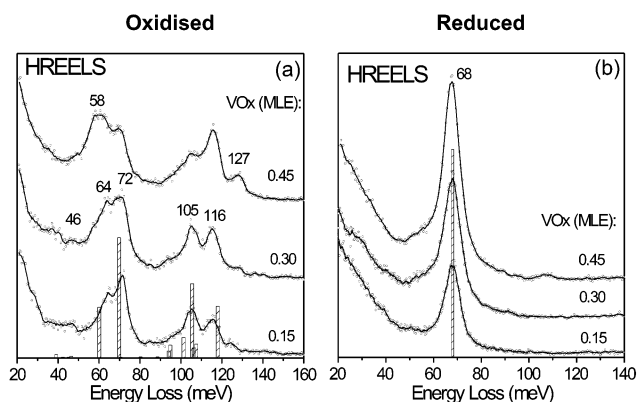 Oxidised
Reduced
HREELS
(a)
VOx (MLE):
58
127
0.45
72
64
46
105
116
0.30
0.15
20 40 60 80 100 120 140 160
Energy Loss (meV)
HREELS
68
(b)
VOx (MLE):
0.45
0.30
0.15
20 40 60 80 100 120 140
Energy Loss (meV)